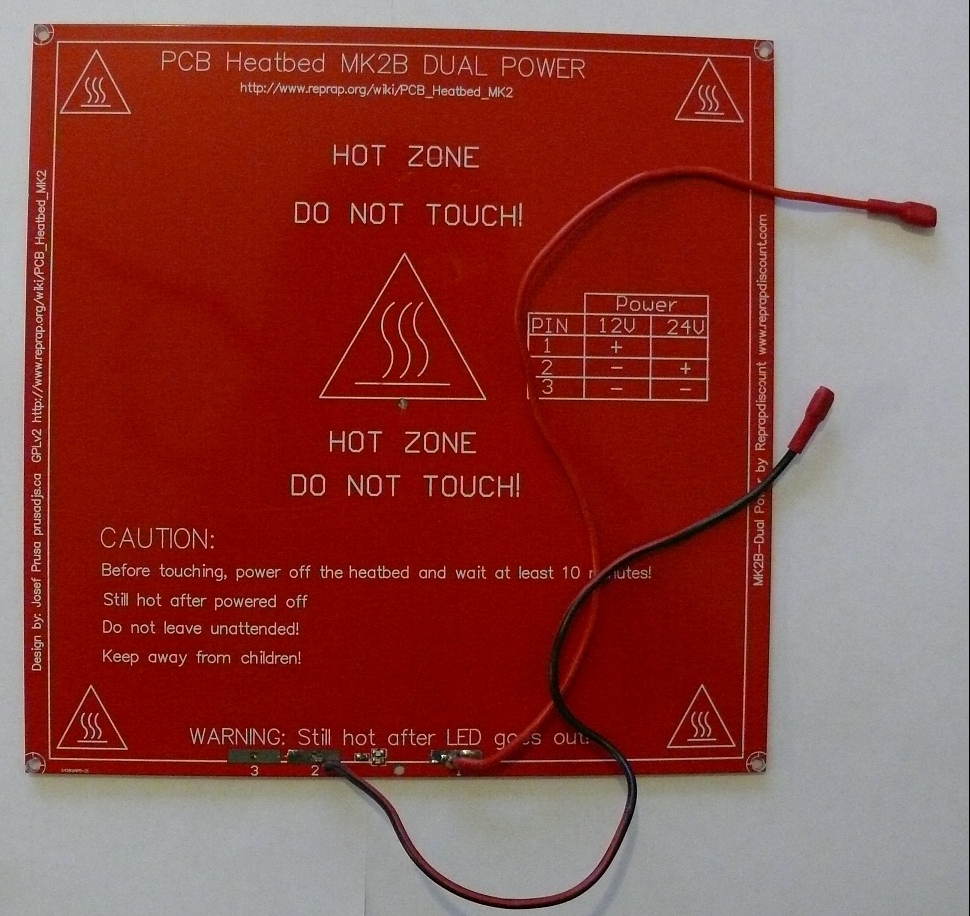 PCB Heatbed MK2B DUAL POWER
http://www.reprap.org/wiki/PCB_Heatbed_MK2
HOT ZONE
DO NOT TOUCH!
Power
PIN 12V 24V
1 +
2 - +
3 - -
HOT ZONE
DO NOT TOUCH!
CAUTION:
Before touching, power off the heatbed and wait at least 10 utes!
Still hot after powered off
Do not leave unattended!
Keep away from children!
WARNING: Still hot after LED goes out!
3 2 1
Design by: Josef Prusa prusadjs.ca GPLv2 http://www.reprap.org/wiki/PCB_Heatbed_MK2
MK2B-Dual Power by Reprapdiscount www.reprapdiscount.com